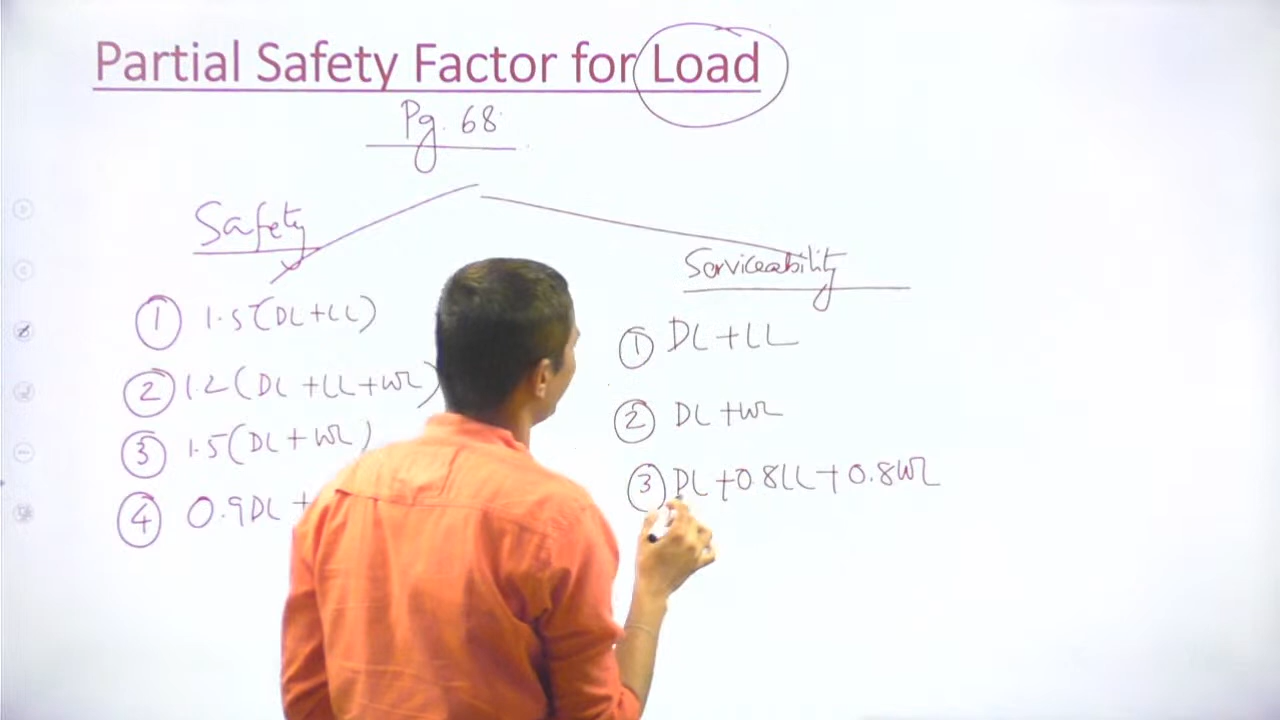 Partial Safety Factor for Load
Pg. 68
Safety
① 1.5(DL+LL)
② 1.2(DL+LL+WL)
③ 1.5(DL+WL)
④ 0.9DL+
Serviceability
① DL+LL
② DL+WL
③ DL+0.8LL+0.8WL